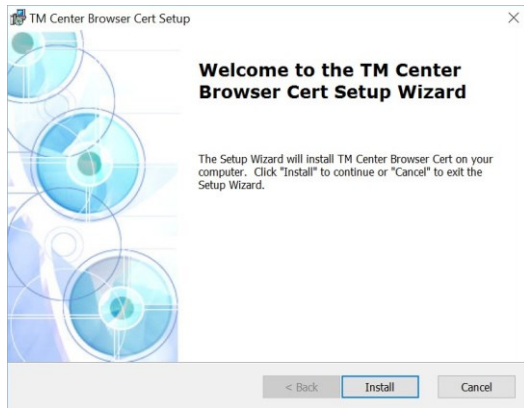 TM Center Browser Cert Setup
Welcome to the TM Center
Browser Cert Setup Wizard
The Setup Wizard will install TM Center Browser Cert on your
computer. Click "Install" to continue or "Cancel" to exit the
Setup Wizard.
< Back Install Cancel